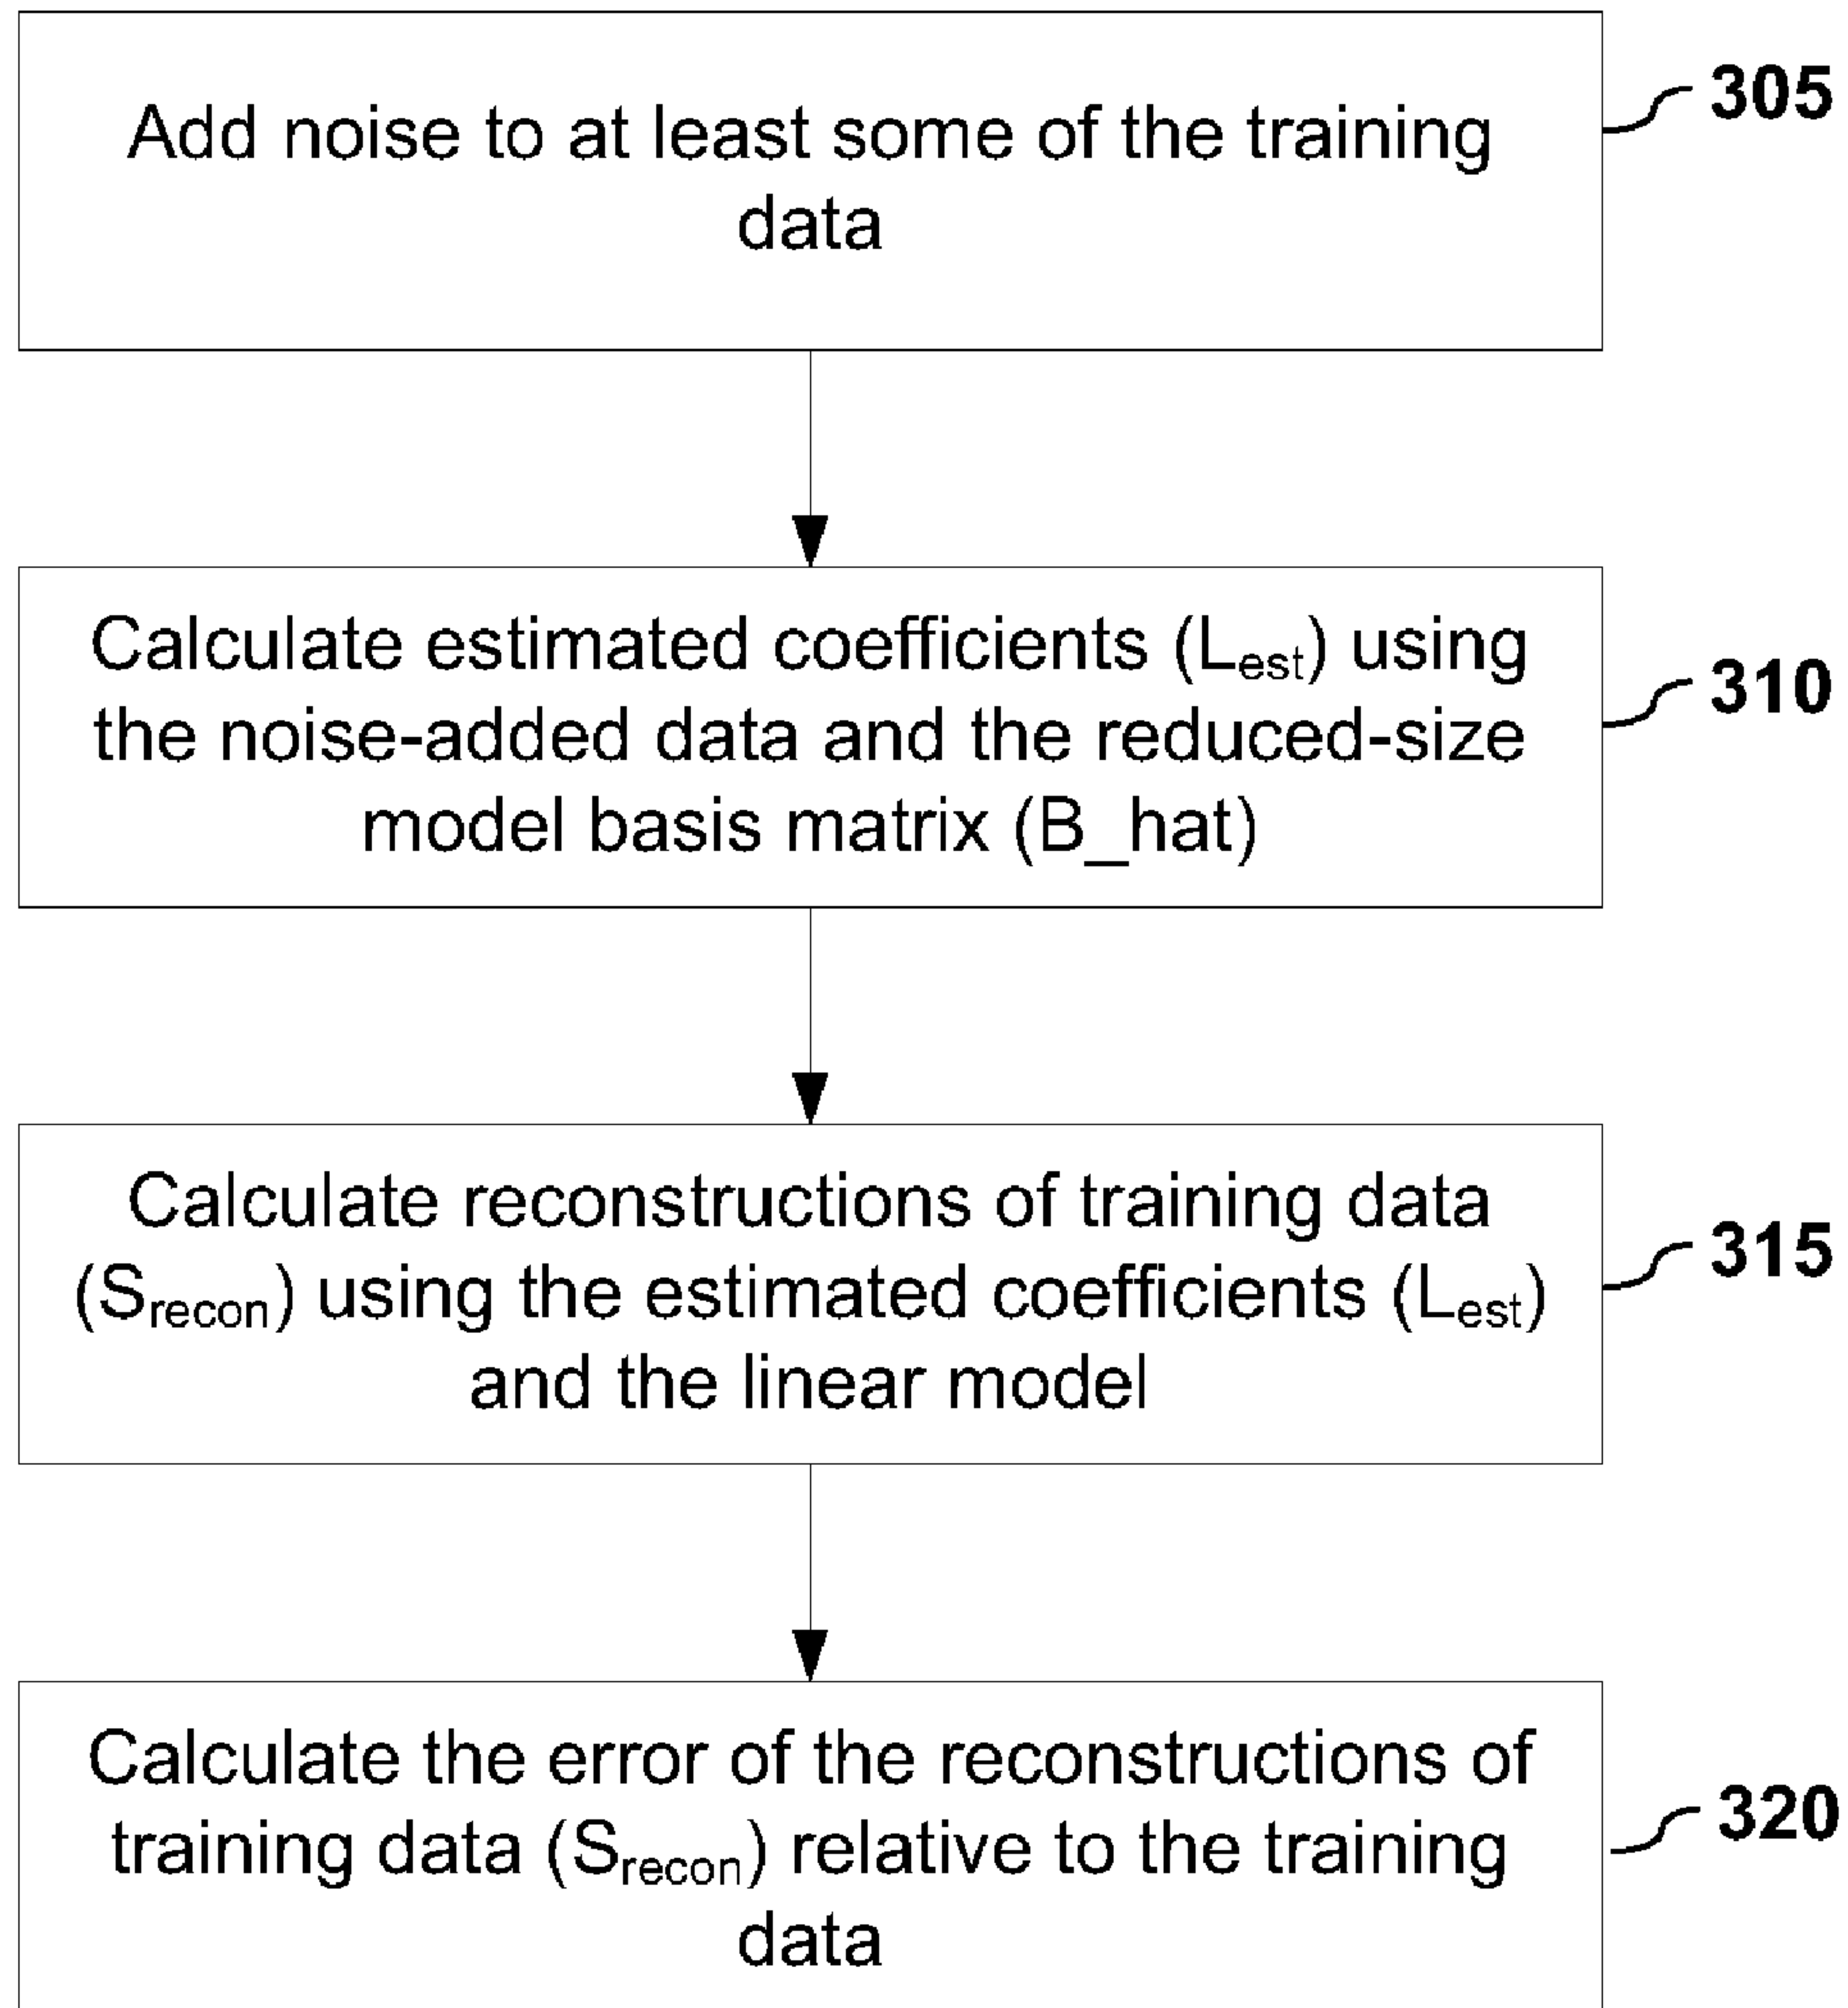 Add noise to at least some of the training
data
305
Calculate estimated coefficients (Lest) using
the noise-added data and the reduced-size
model basis matrix (B_hat)
310
Calculate reconstructions of training data
(Srecon) using the estimated coefficients (Lest)
and the linear model
315
Calculate the error of the reconstructions of
training data (Srecon) relative to the training
data
320